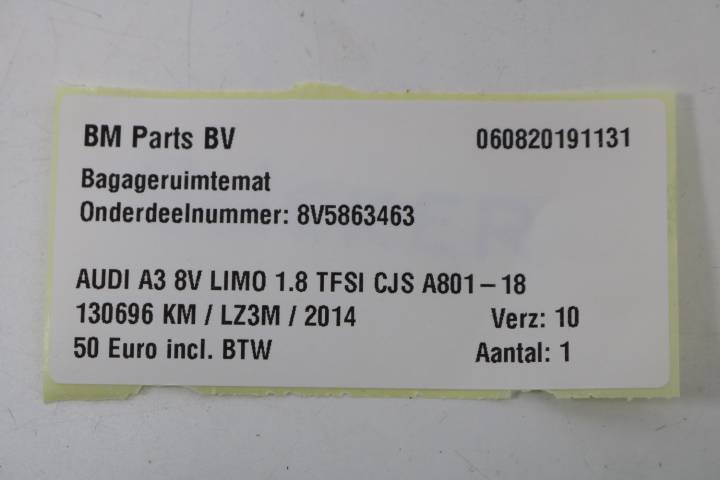 BM Parts BV 060820191131
Bagageruimtemat
Onderdeelnummer: 8V5863463
AUDI A3 8V LIMO 1.8 TFSI CJS A801-18
130696 KM / LZ3M / 2014 Verz: 10
50 Euro incl. BTW Aantal: 1